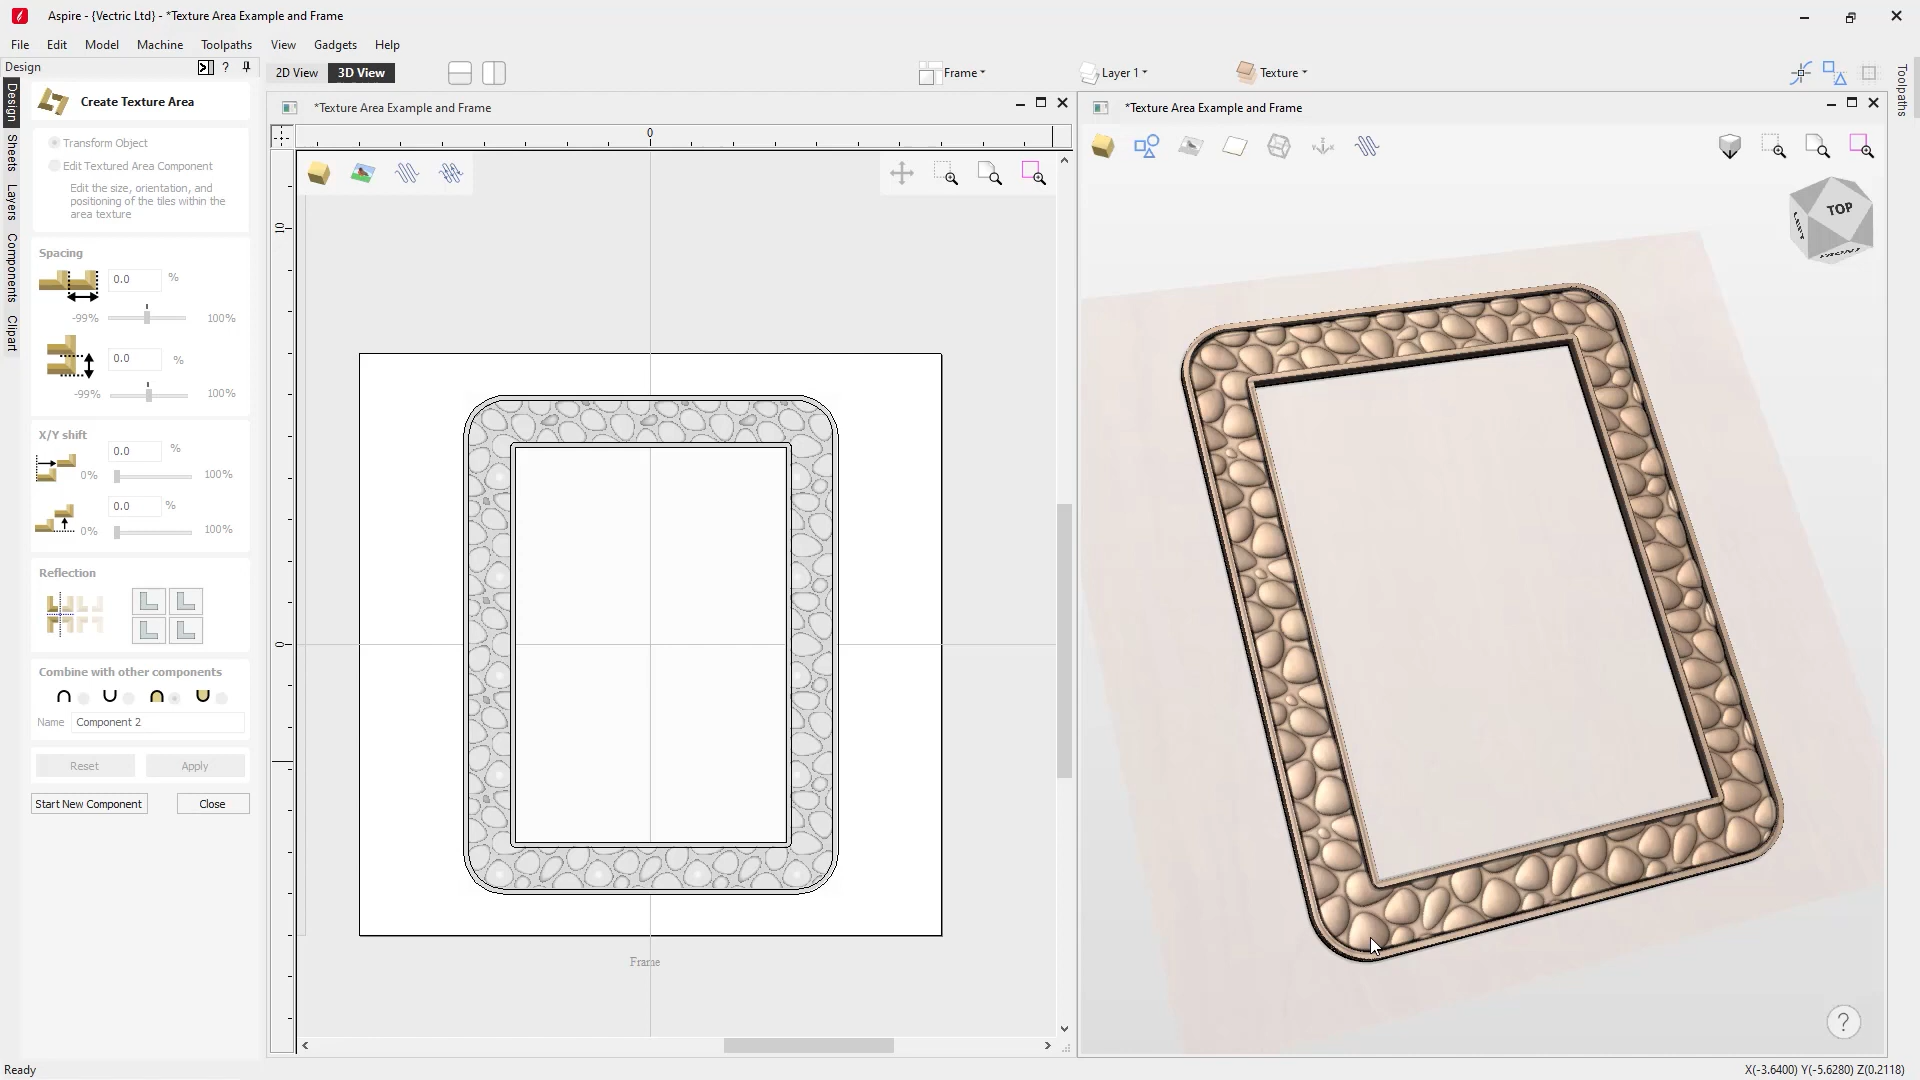 Aspire - {Vectric Ltd} - *Texture Area Example and Frame
File Edit Model Machine Toolpaths View Gadgets Help
Design
2D View 3D View
Frame
Layer 1
Texture
Toolpaths
Design
Sheets
Layers
Components
Clipart
Create Texture Area
Transform Object
Edit Textured Area Component
Edit the size, orientation, and
positioning of the tiles within the
area texture
Spacing
0.0 %
-99% 100%
0.0 %
-99% 100%
X/Y shift
0.0 %
0% 100%
0.0 %
0% 100%
Reflection
Combine with other components
Name Component 2
Reset Apply
Start New Component Close
*Texture Area Example and Frame
0
10
0
Frame
*Texture Area Example and Frame
TOP
LEFT
FRONT
?
Ready
X(-3.6400) Y(-5.6280) Z(0.2118)